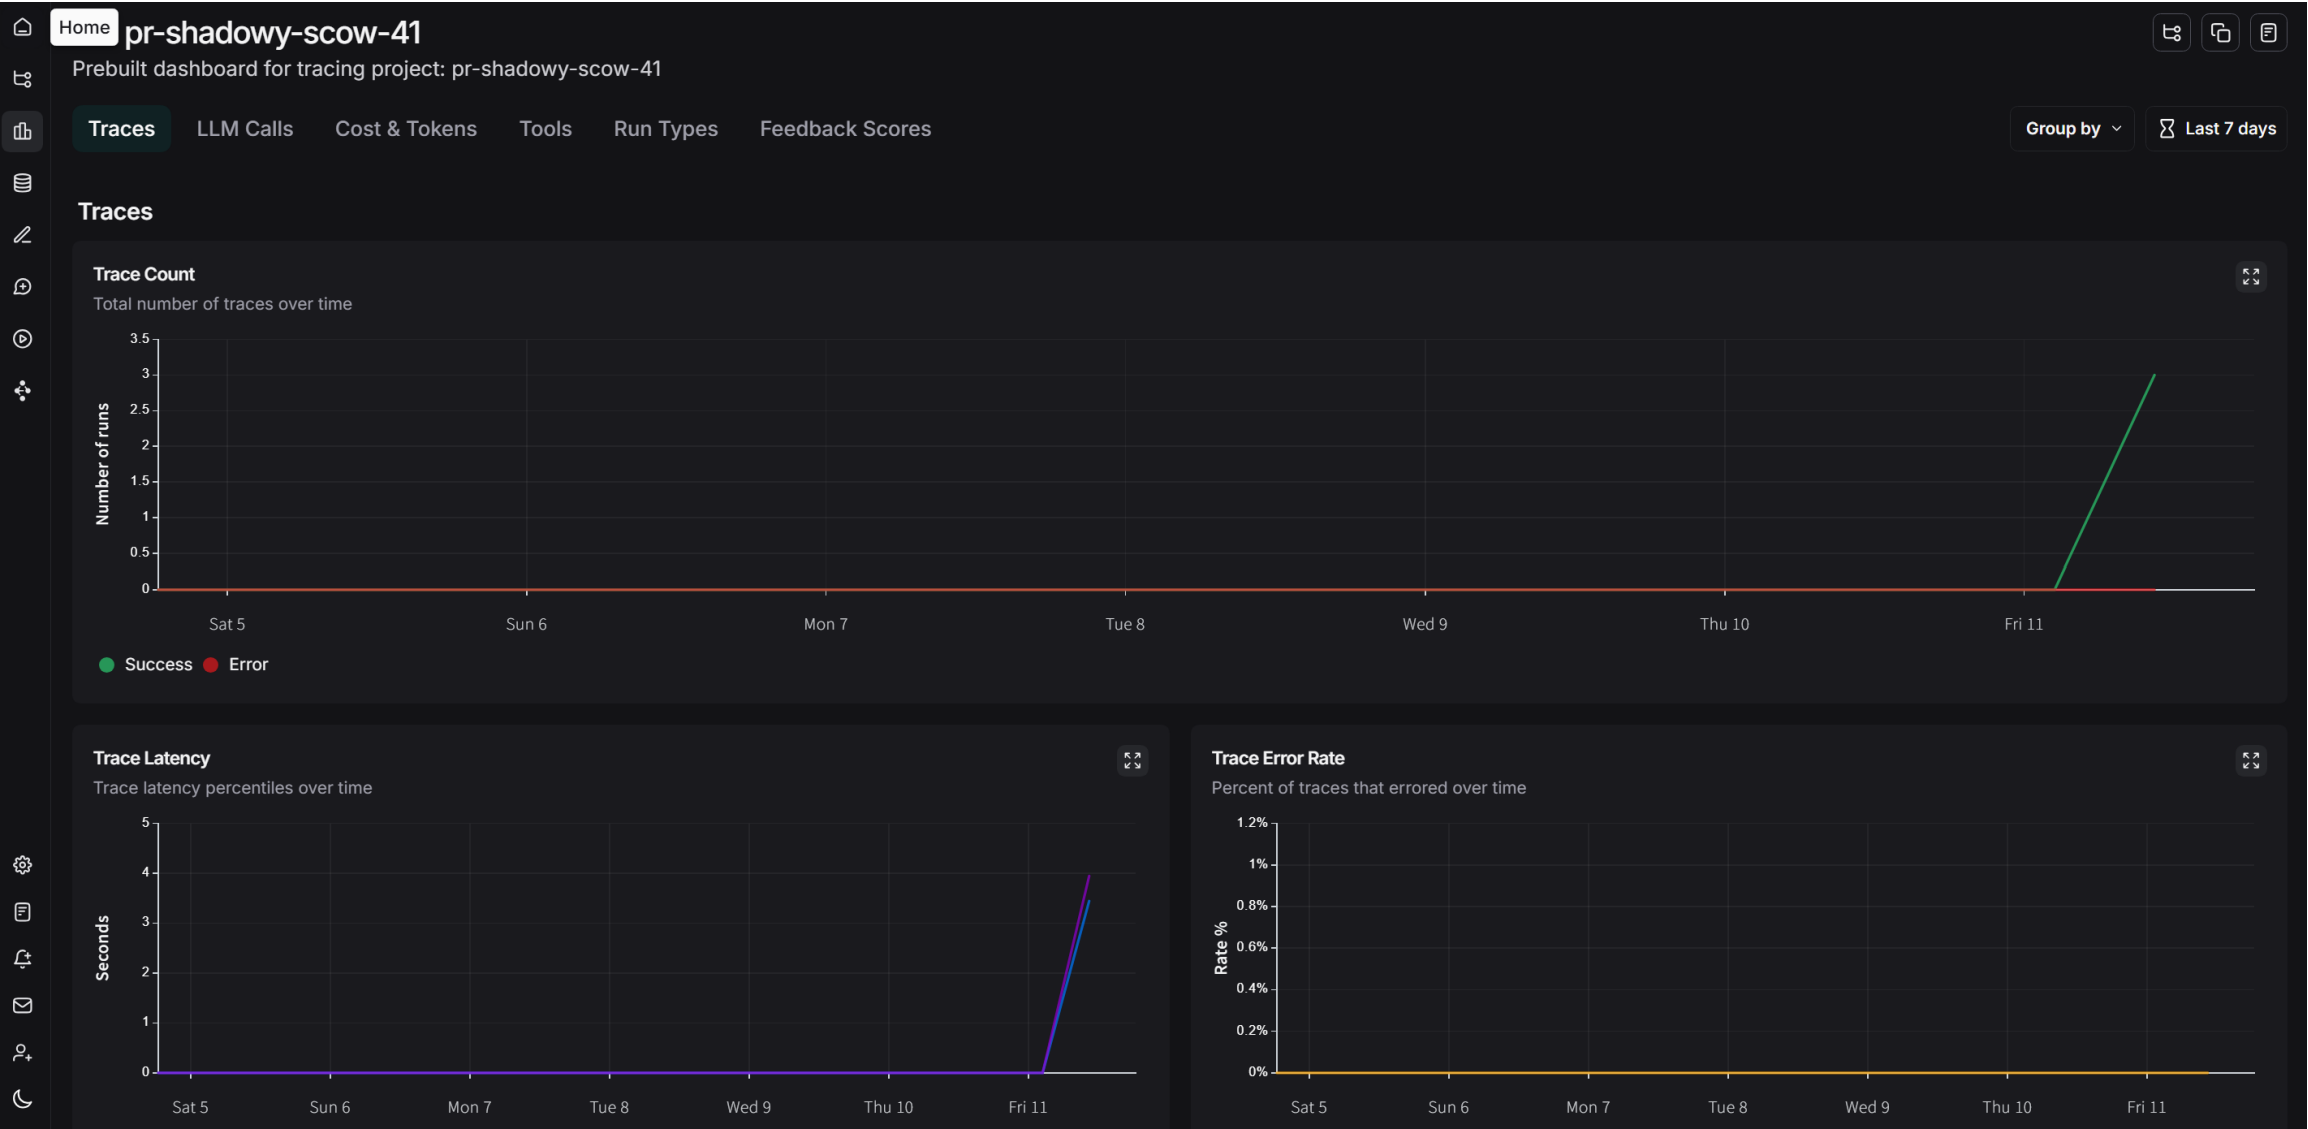 Home
pr-shadowy-scow-41
Prebuilt dashboard for tracing project: pr-shadowy-scow-41
Traces LLM Calls Cost & Tokens Tools Run Types Feedback Scores
Group by Last 7 days
Traces
Trace Count
Total number of traces over time
Number of runs
3.5
3
2.5
2
1.5
1
0.5
0
Sat 5 Sun 6 Mon 7 Tue 8 Wed 9 Thu 10 Fri 11
Success Error
Trace Latency
Trace latency percentiles over time
Seconds
5
4
3
2
1
0
Sat 5 Sun 6 Mon 7 Tue 8 Wed 9 Thu 10 Fri 11
Trace Error Rate
Percent of traces that errored over time
Rate %
1.2%
1%
0.8%
0.6%
0.4%
0.2%
0%
Sat 5 Sun 6 Mon 7 Tue 8 Wed 9 Thu 10 Fri 11